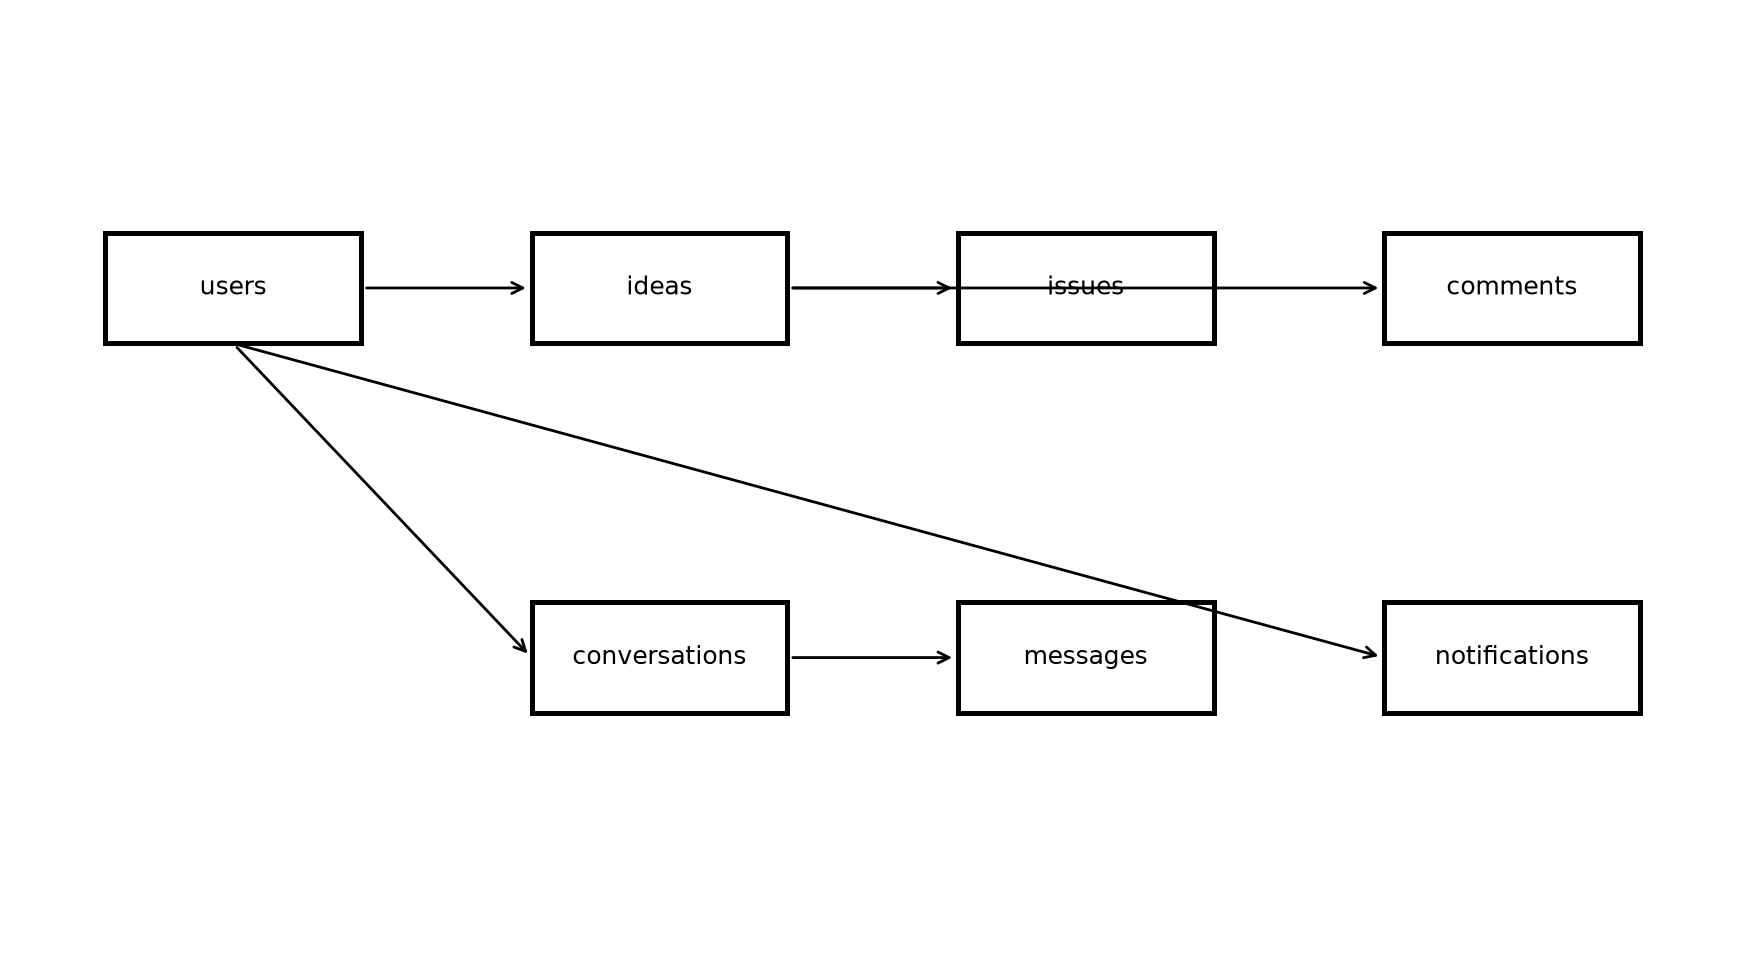 users
ideas
issues
comments
conversations
messages
notifications